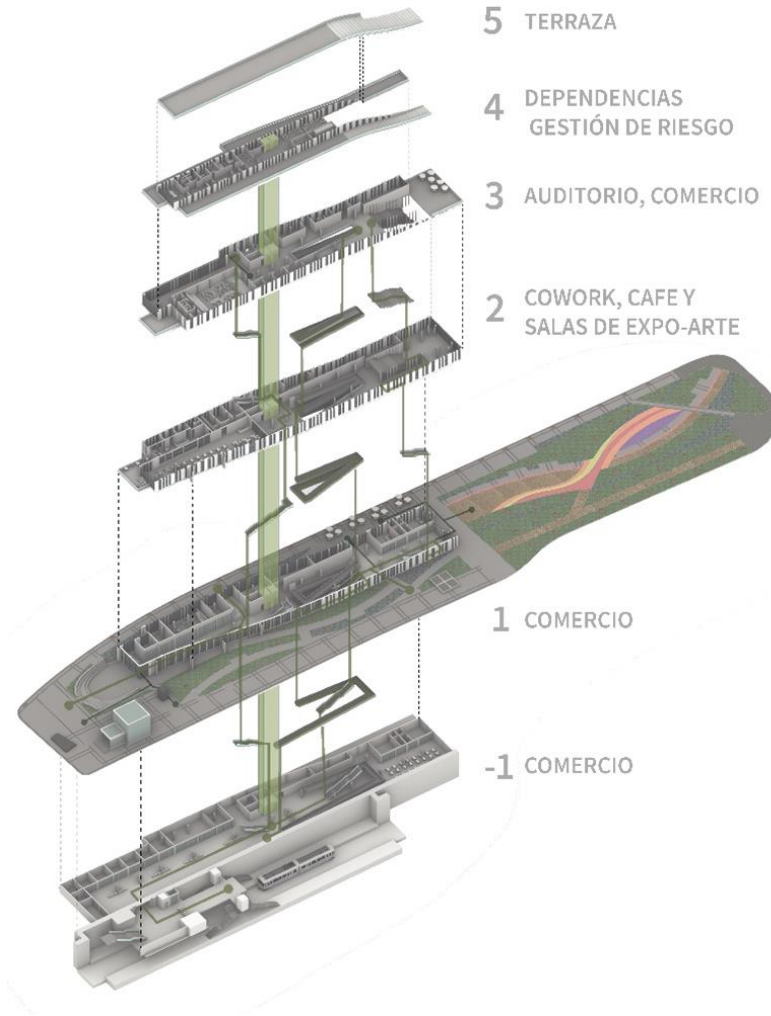 5 TERRAZA
4 DEPENDENCIAS
GESTIÓN DE RIESGO
3 AUDITORIO, COMERCIO
2 COWORK, CAFE Y
SALAS DE EXPO-ARTE
1 COMERCIO
-1 COMERCIO